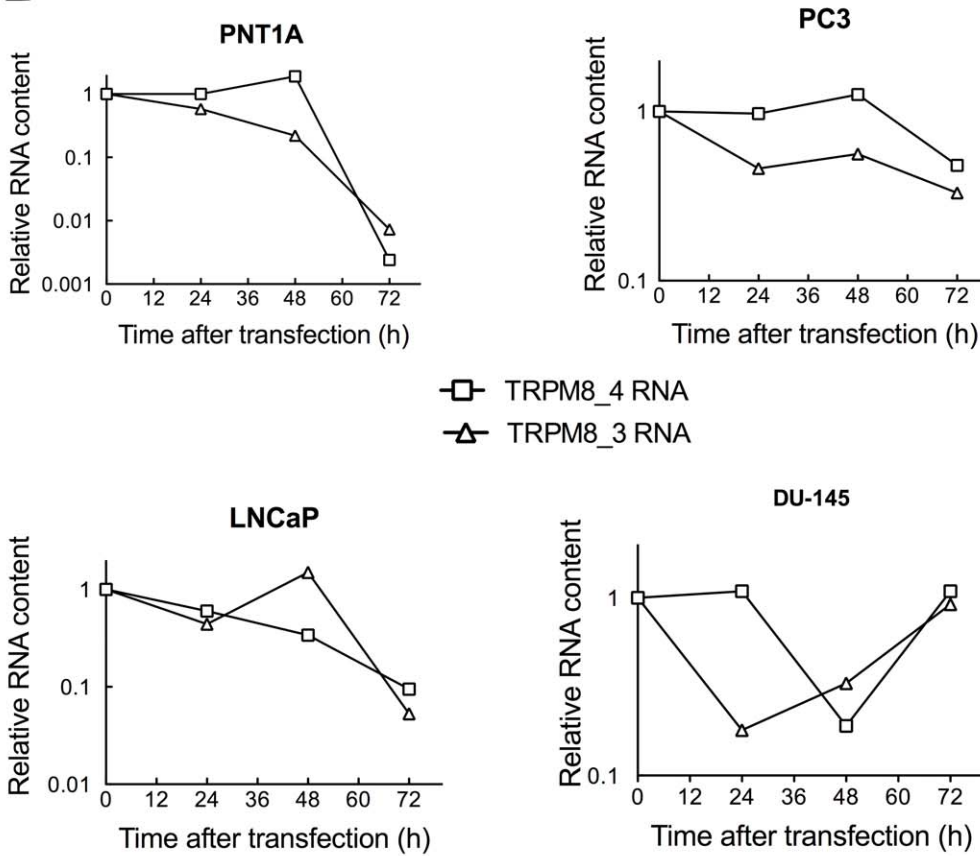 PNT1A
Relative RNA content
1
0.1
0.01
0.001
0 12 24 36 48 60 72
Time after transfection (h)
PC3
Relative RNA content
1
0.1
0 12 24 36 48 60 72
Time after transfection (h)
TRPM8_4 RNA
TRPM8_3 RNA
LNCaP
Relative RNA content
1
0.1
0.01
0 12 24 36 48 60 72
Time after transfection (h)
DU-145
Relative RNA content
1
0.1
0 12 24 36 48 60 72
Time after transfection (h)